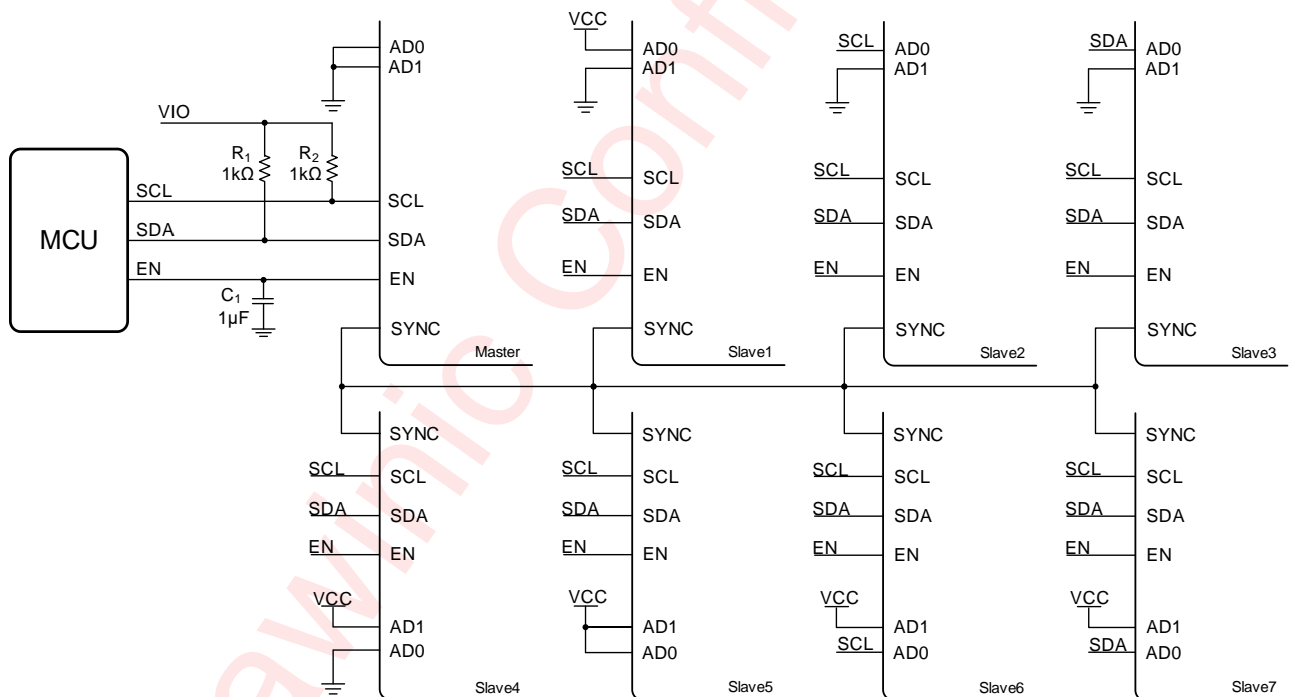 VCC
AD0
AD1
AD0
AD1
SCL
AD0
AD1
SDA
AD0
AD1
VIO
R1
1kΩ
R2
1kΩ
MCU
SCL
SCL
SDA
SDA
EN
EN
C1
1µF
SYNC
Master
SCL
SCL
SDA
SDA
EN
EN
SYNC
Slave1
SCL
SCL
SDA
SDA
EN
EN
SYNC
Slave2
SCL
SCL
SDA
SDA
EN
EN
SYNC
Slave3
SYNC
SCL
SCL
SDA
SDA
EN
EN
VCC
AD1
AD0
Slave4
SYNC
SCL
SCL
SDA
SDA
EN
EN
VCC
AD1
AD0
Slave5
SYNC
SCL
SCL
SDA
SDA
EN
EN
VCC
AD1
SCL
AD0
Slave6
SYNC
SCL
SCL
SDA
SDA
EN
EN
VCC
AD1
SDA
AD0
Slave7
awinic Confi